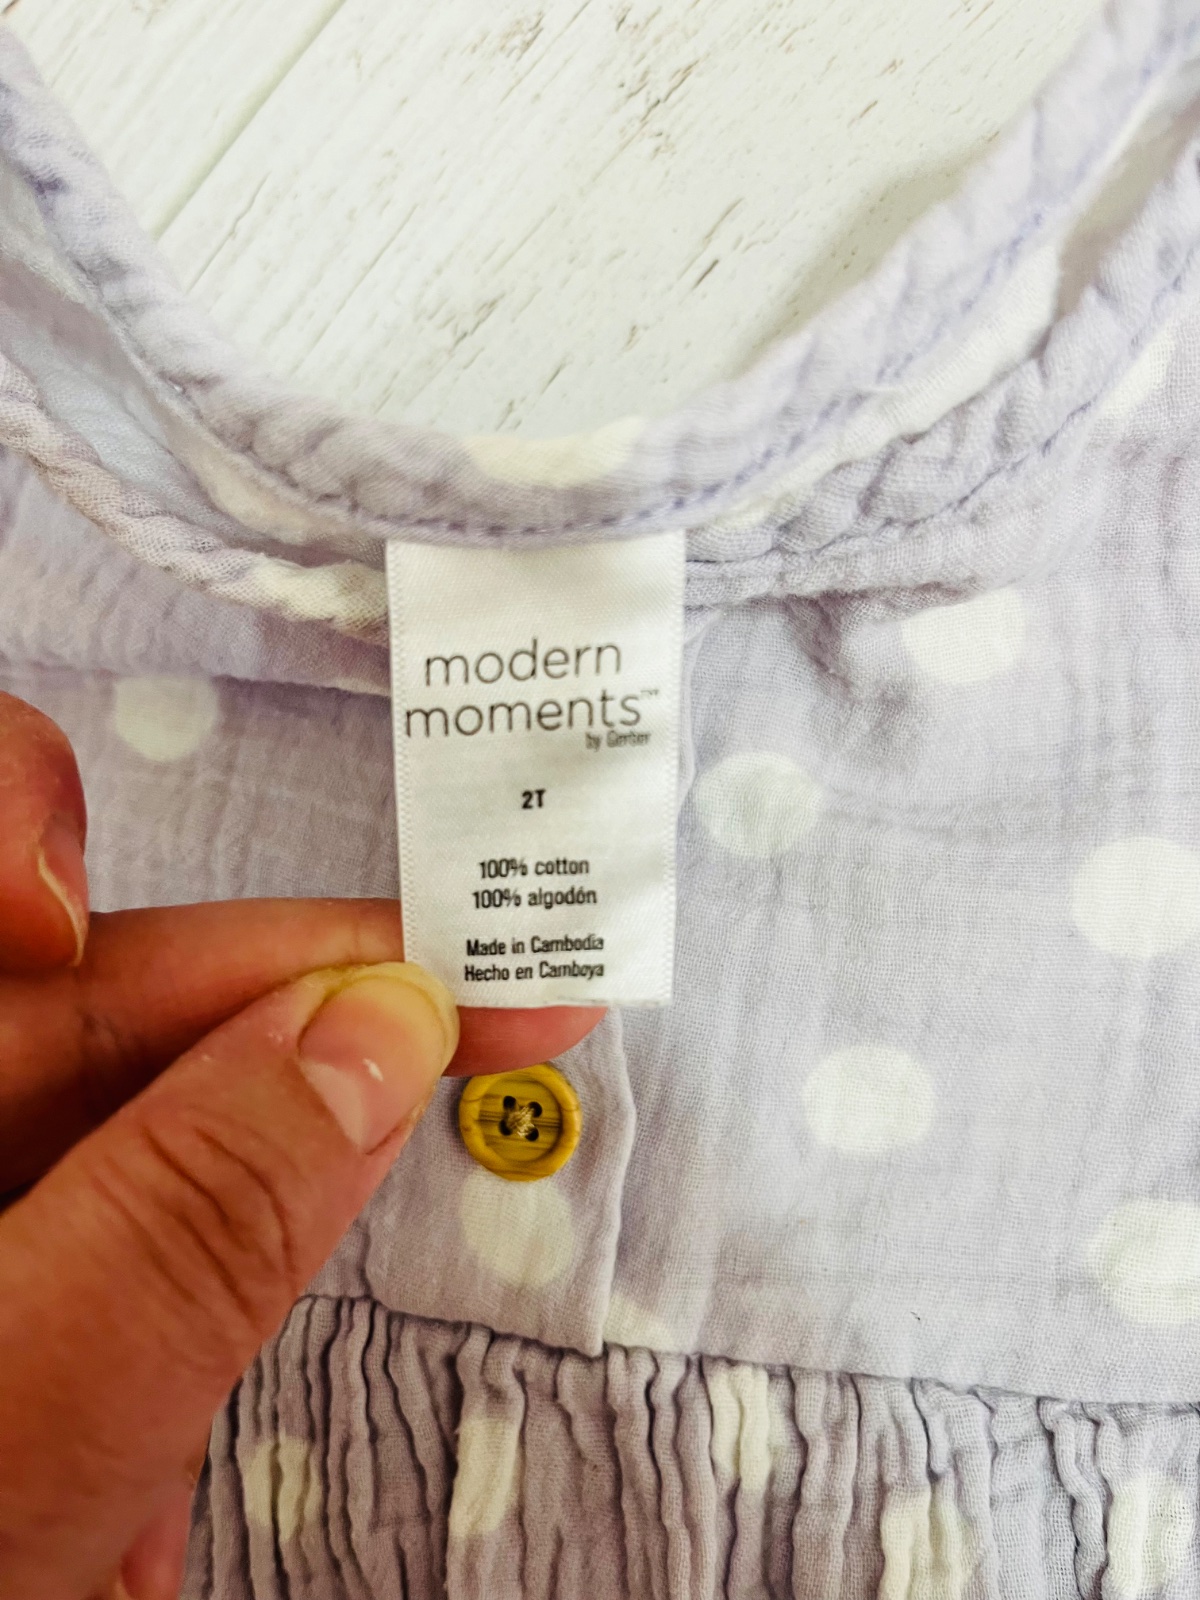 modern
moments™
by Gerber
2T
100% cotton
100% algodón
Made in Cambodia
Hecho en Camboya